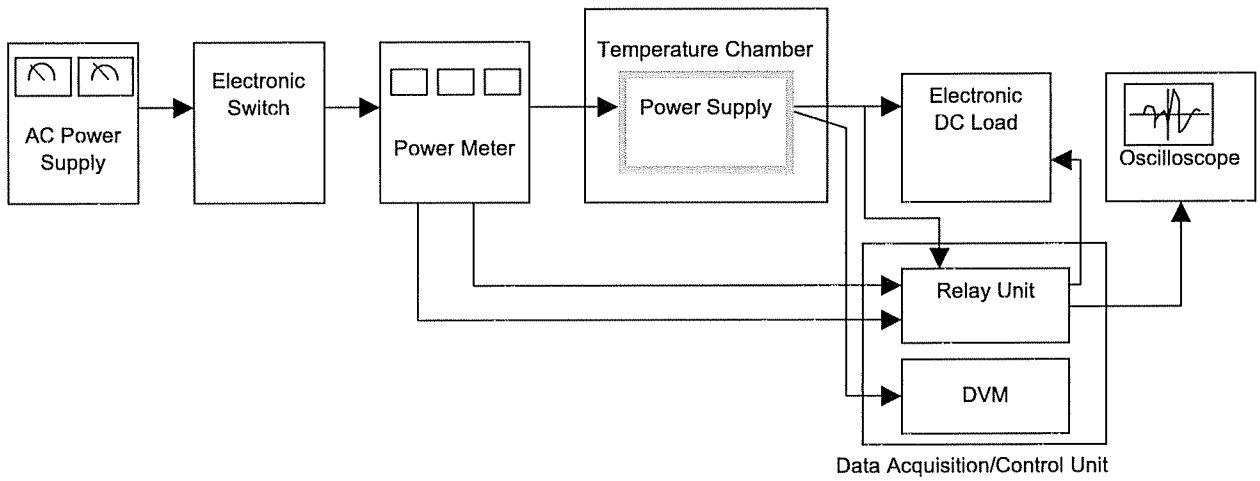 AC Power
Supply
Electronic
Switch
Power Meter
Temperature Chamber
Power Supply
Electronic
DC Load
Oscilloscope
Relay Unit
DVM
Data Acquisition/Control Unit